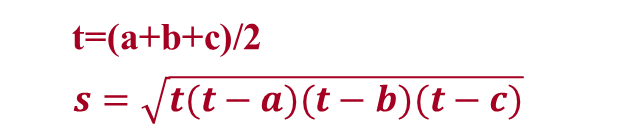 t=(a+b+c)/2
s = √t(t − a)(t − b)(t − c)